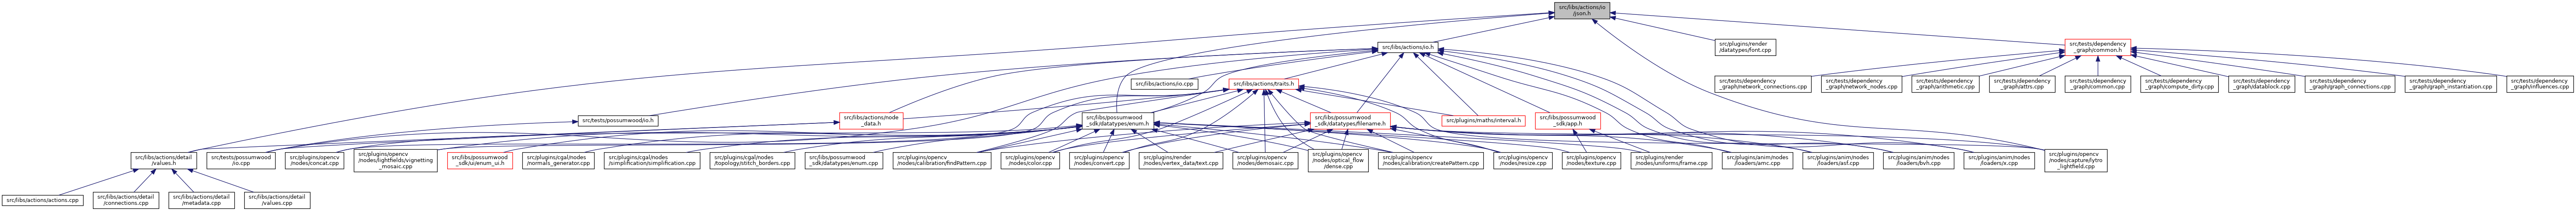 src/libs/actions/io
/json.h
src/libs/actions/io.h
src/plugins/render
/datatypes/font.cpp
src/tests/dependency
_graph/common.h
src/libs/actions/io.cpp
src/libs/actions/traits.h
src/tests/dependency
_graph/network_connections.cpp
src/tests/dependency
_graph/network_nodes.cpp
src/tests/dependency
_graph/arithmetic.cpp
src/tests/dependency
_graph/attrs.cpp
src/tests/dependency
_graph/common.cpp
src/tests/dependency
_graph/compute_dirty.cpp
src/tests/dependency
_graph/datablock.cpp
src/tests/dependency
_graph/graph_connections.cpp
src/tests/dependency
_graph/graph_instantiation.cpp
src/tests/dependency
_graph/influences.cpp
src/tests/possumwood/io.h
src/libs/actions/node
_data.h
src/libs/possumwood
_sdk/datatypes/enum.h
src/libs/possumwood
_sdk/datatypes/filename.h
src/plugins/maths/interval.h
src/libs/possumwood
_sdk/app.h
src/libs/actions/detail
/values.h
src/tests/possumwood
/io.cpp
src/plugins/opencv
/nodes/concat.cpp
src/plugins/opencv
/nodes/lightfields/vignetting
_mosaic.cpp
src/libs/possumwood
_sdk/ui/enum_ui.h
src/plugins/cgal/nodes
/normals_generator.cpp
src/plugins/cgal/nodes
/simplification/simplification.cpp
src/plugins/cgal/nodes
/topology/stitch_borders.cpp
src/libs/possumwood
_sdk/datatypes/enum.cpp
src/plugins/opencv
/nodes/calibration/findPattern.cpp
src/plugins/opencv
/nodes/color.cpp
src/plugins/opencv
/nodes/convert.cpp
src/plugins/render
/nodes/vertex_data/text.cpp
src/plugins/opencv
/nodes/demosaic.cpp
src/plugins/opencv
/nodes/optical_flow
/dense.cpp
src/plugins/opencv
/nodes/calibration/createPattern.cpp
src/plugins/opencv
/nodes/resize.cpp
src/plugins/opencv
/nodes/texture.cpp
src/plugins/render
/nodes/uniforms/frame.cpp
src/plugins/anim/nodes
/loaders/amc.cpp
src/plugins/anim/nodes
/loaders/asf.cpp
src/plugins/anim/nodes
/loaders/bvh.cpp
src/plugins/anim/nodes
/loaders/x.cpp
src/plugins/opencv
/nodes/capture/lytro
_lightfield.cpp
src/libs/actions/actions.cpp
src/libs/actions/detail
/connections.cpp
src/libs/actions/detail
/metadata.cpp
src/libs/actions/detail
/values.cpp